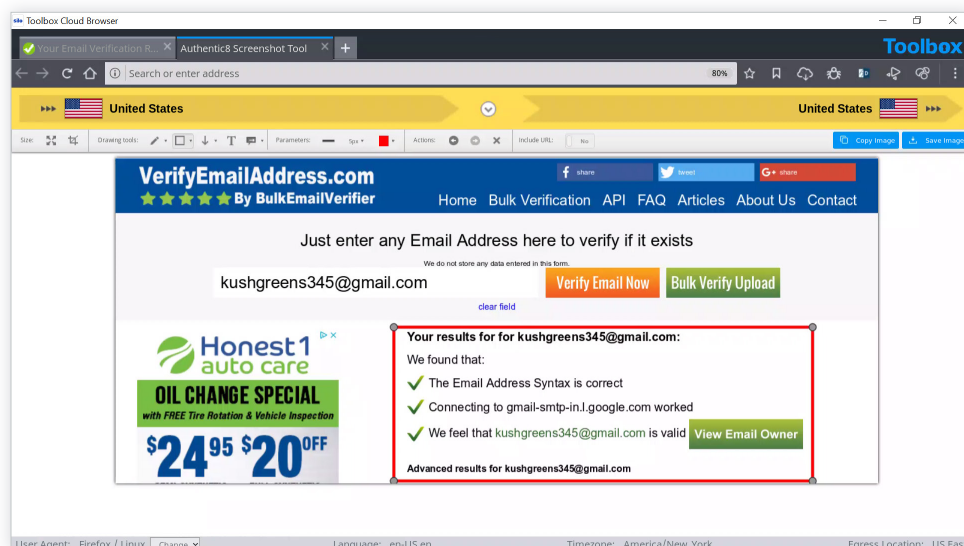 Toolbox Cloud Browser
Your Email Verification R...
Authentic8 Screenshot Tool
Toolbox
Search or enter address
80%
United States
United States
Size:
Drawing tools:
T
Parameters:
5px
Actions:
Include URL:
No
Copy Image
Save Image
VerifyEmailAddress.com
By BulkEmailVerifier
share
tweet
G+ share
Home Bulk Verification API FAQ Articles About Us Contact
Just enter any Email Address here to verify if it exists
We do not store any data entered in this form.
kushgreens345@gmail.com
Verify Email Now
Bulk Verify Upload
clear field
Honest1
auto care
OIL CHANGE SPECIAL
with FREE Tire Rotation & Vehicle Inspection
$24.95 $20 OFF
Your results for for kushgreens345@gmail.com:
We found that:
The Email Address Syntax is correct
Connecting to gmail-smtp-in.l.google.com worked
We feel that kushgreens345@gmail.com is valid
View Email Owner
Advanced results for kushgreens345@gmail.com
User Agent: Firefox / Linux
Change
Language: en-US,en
Timezone: America/New_York
Egress Location: US East